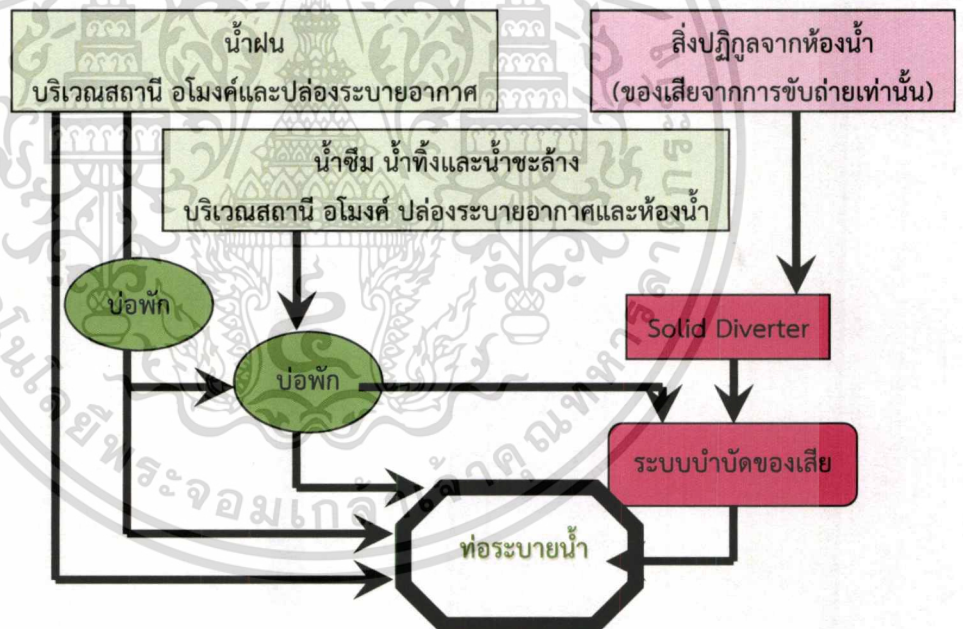 น้ำฝน
บริเวณสถานี อโมงค์และปล่องระบายอากาศ
สิ่งปฏิกูลจากห้องน้ำ
(ของเสียจากการขับถ่ายเท่านั้น)
น้ำซึม น้ำทิ้งและน้ำชะล้าง
บริเวณสถานี อโมงค์ ปล่องระบายอากาศและห้องน้ำ
บ่อพัก
Solid Diverter
บ่อพัก
ระบบบำบัดของเสีย
ท่อระบายน้ำ